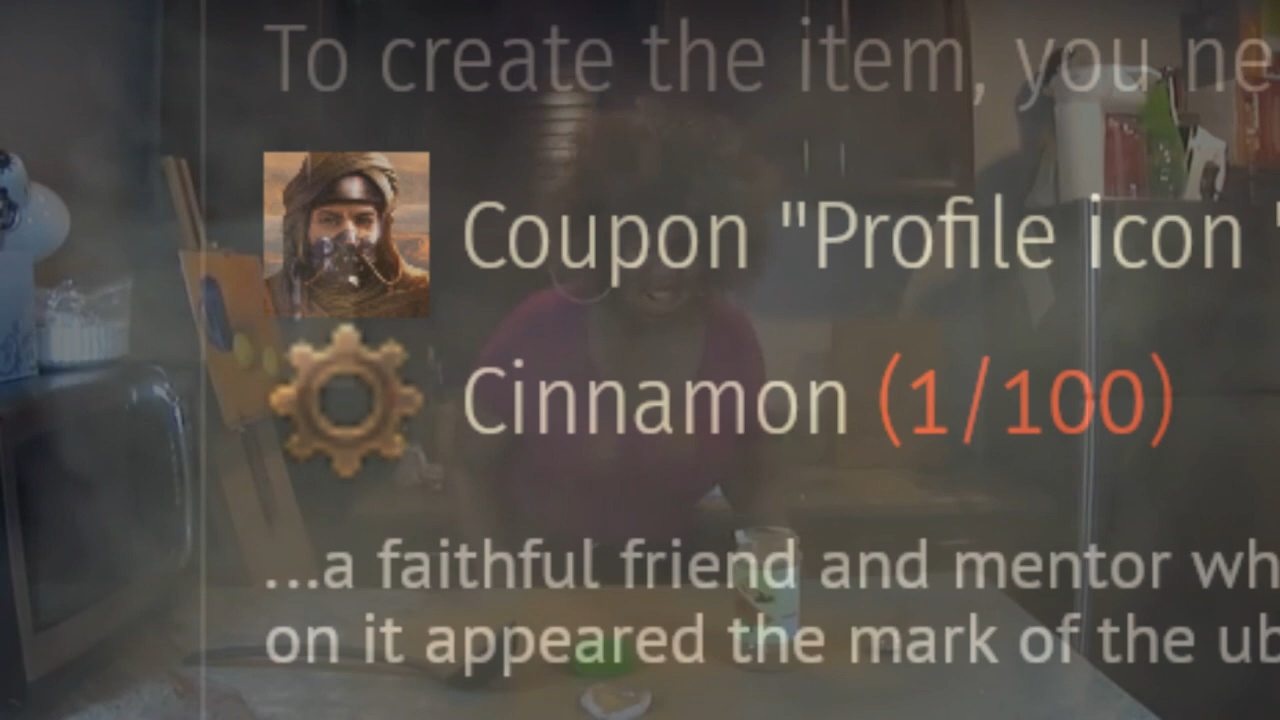 To create the item, you ne
Coupon "Profile icon "
Cinnamon (1/100)
...a faithful friend and mentor wh
on it appeared the mark of the ub